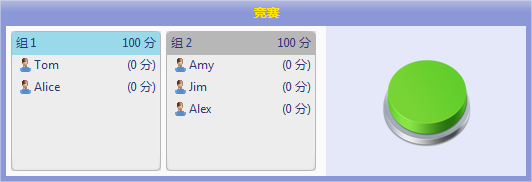 竞赛
组 1 100 分
Tom (0 分)
Alice (0 分)
组 2 100 分
Amy (0 分)
Jim (0 分)
Alex (0 分)